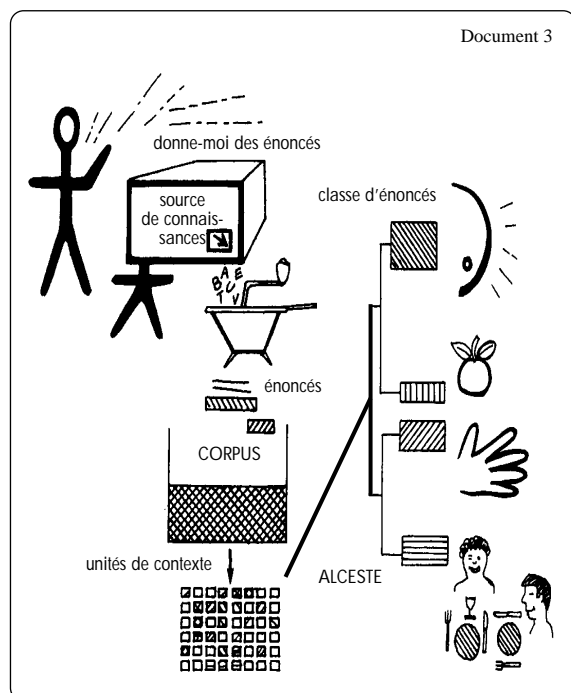 Document 3
donne-moi des énoncés
source
de connais-
sances
classe d'énoncés
B A E
T U V
énoncés
CORPUS
unités de contexte
ALCESTE